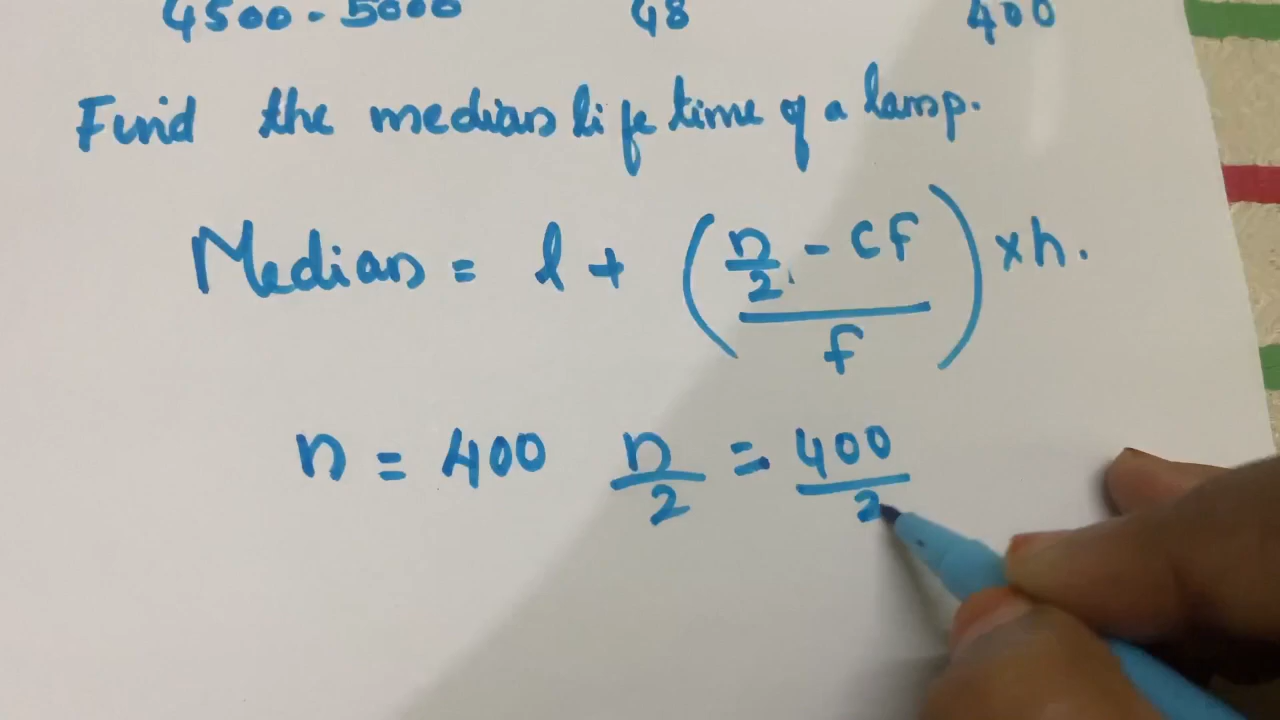 4500 - 5000 48 400
Find the median life time of a lamp.
Median = l + (n/2 - cf / f) × h.
n = 400 n/2 = 400/2